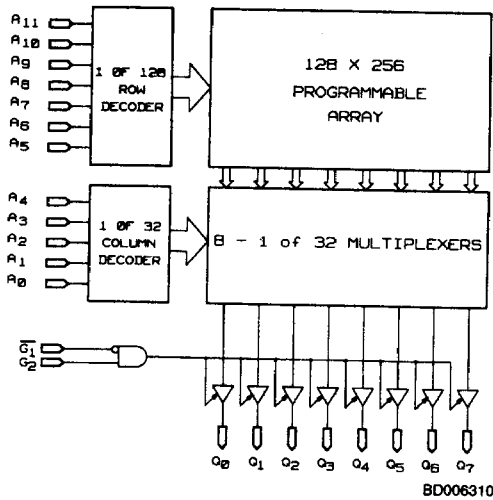 A11
A10
A9
A8
A7
A6
A5
1 OF 128
ROW
DECODER
128 X 256
PROGRAMMABLE
ARRAY
A4
A3
A2
A1
A0
1 OF 32
COLUMN
DECODER
8 - 1 of 32 MULTIPLEXERS
G̅1
G2
Q0 Q1 Q2 Q3 Q4 Q5 Q6 Q7
BD006310